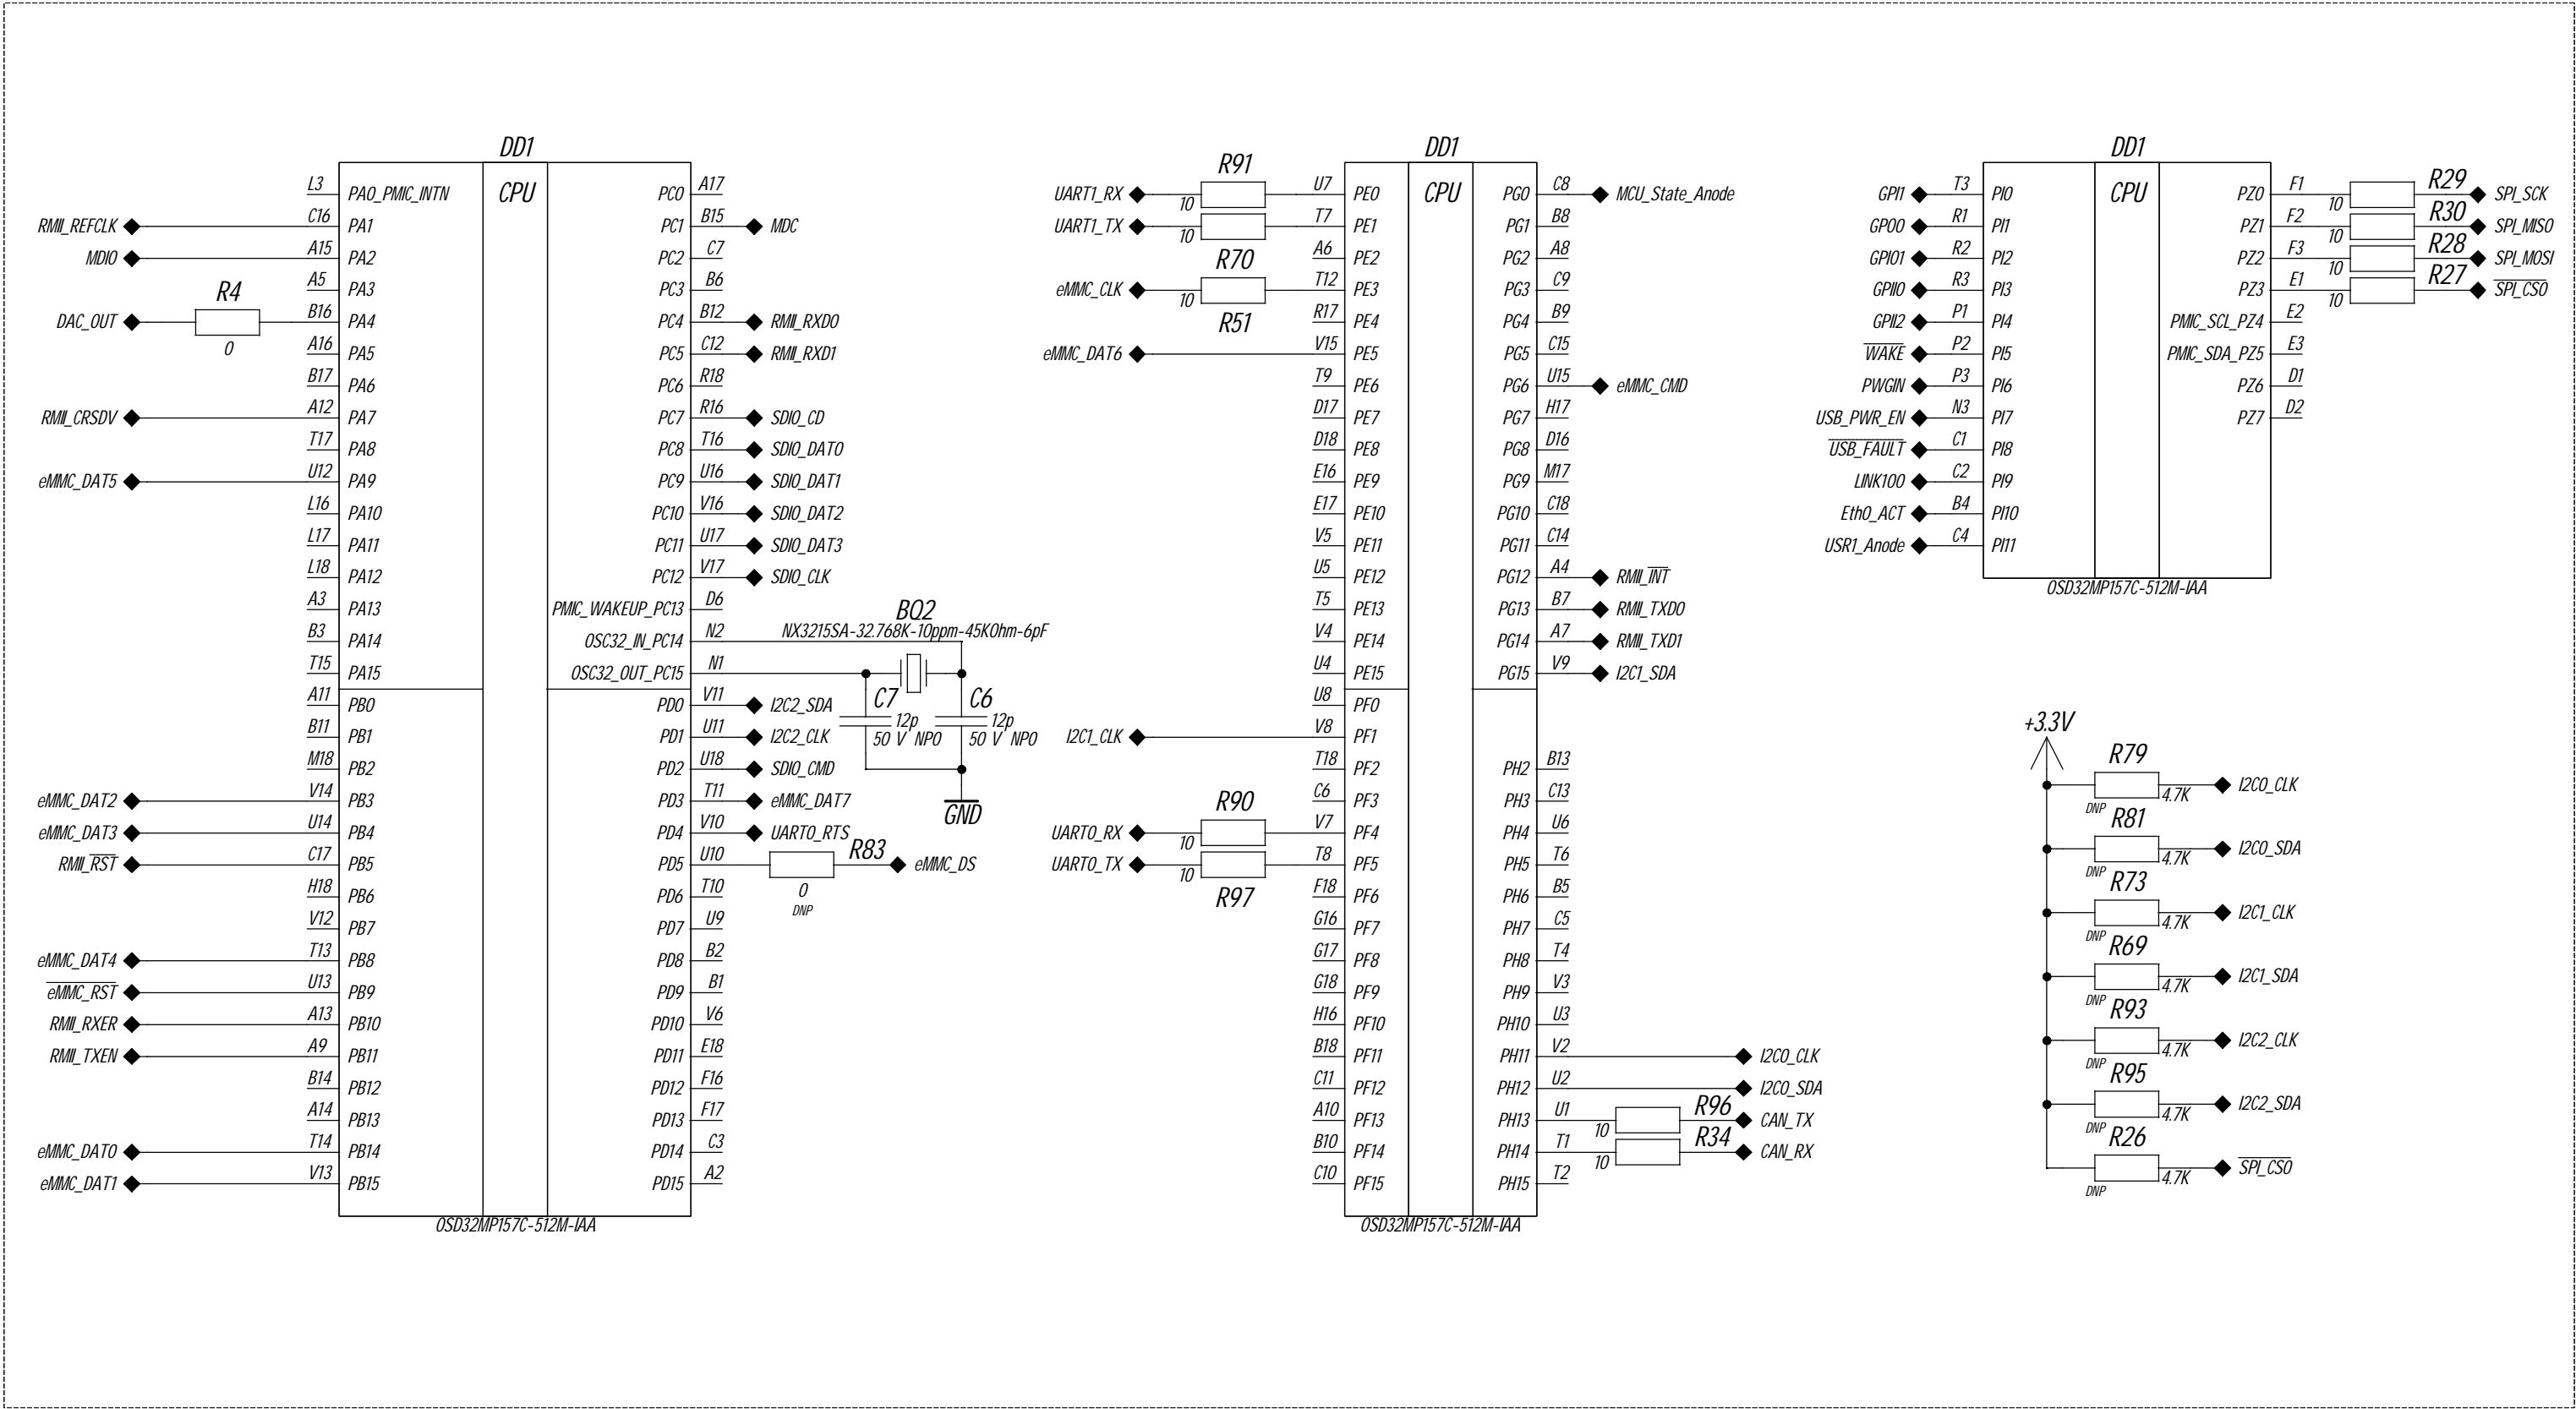 DD1
CPU
L3 PA0_PMIC_INTN
RMII_REFCLK C16 PA1
MDIO A15 PA2
A5 PA3
R4
DAC_OUT B16 PA4
0
A16 PA5
B17 PA6
RMII_CRSDV A12 PA7
T17 PA8
eMMC_DAT5 U12 PA9
L16 PA10
L17 PA11
L18 PA12
A3 PA13
B3 PA14
T15 PA15
A11 PB0
B11 PB1
M18 PB2
eMMC_DAT2 V14 PB3
eMMC_DAT3 U14 PB4
RMII_RST C17 PB5
H18 PB6
V12 PB7
eMMC_DAT4 T13 PB8
eMMC_RST U13 PB9
RMII_RXER A13 PB10
RMII_TXEN A9 PB11
B14 PB12
A14 PB13
eMMC_DAT0 T14 PB14
eMMC_DAT1 V13 PB15
PC0 A17
PC1 B15 MDC
PC2 C7
PC3 B6
PC4 B12 RMII_RXD0
PC5 C12 RMII_RXD1
PC6 R18
PC7 R16 SDIO_CD
PC8 T16 SDIO_DAT0
PC9 U16 SDIO_DAT1
PC10 V16 SDIO_DAT2
PC11 U17 SDIO_DAT3
PC12 V17 SDIO_CLK
PMIC_WAKEUP_PC13 D6
BQ2
NX3215SA-32.768K-10ppm-45KOhm-6pF
OSC32_IN_PC14 N2
OSC32_OUT_PC15 N1
C7
12p
50 V NP0
C6
12p
50 V NP0
GND
PD0 V11 I2C2_SDA
PD1 U11 I2C2_CLK
PD2 U18 SDIO_CMD
PD3 T11 eMMC_DAT7
PD4 V10 UART0_RTS
PD5 U10 R83 eMMC_DS
0
DNP
PD6 T10
PD7 U9
PD8 B2
PD9 B1
PD10 V6
PD11 E18
PD12 F16
PD13 F17
PD14 C3
PD15 A2
OSD32MP157C-512M-IAA
DD1
CPU
R91
UART1_RX 10 U7 PE0
UART1_TX 10 T7 PE1
R70
A6 PE2
eMMC_CLK 10 T12 PE3
R51
R17 PE4
eMMC_DAT6 V15 PE5
T9 PE6
D17 PE7
D18 PE8
E16 PE9
E17 PE10
V5 PE11
U5 PE12
T5 PE13
V4 PE14
U4 PE15
U8 PF0
I2C1_CLK V8 PF1
T18 PF2
C6 PF3
R90
UART0_RX 10 V7 PF4
UART0_TX 10 T8 PF5
R97
F18 PF6
G16 PF7
G17 PF8
G18 PF9
H16 PF10
B18 PF11
C11 PF12
A10 PF13
B10 PF14
C10 PF15
PG0 C8 MCU_State_Anode
PG1 B8
PG2 A8
PG3 C9
PG4 B9
PG5 C15
PG6 U15 eMMC_CMD
PG7 H17
PG8 D16
PG9 M17
PG10 C18
PG11 C14
PG12 A4 RMII_INT
PG13 B7 RMII_TXD0
PG14 A7 RMII_TXD1
PG15 V9 I2C1_SDA
PH2 B13
PH3 C13
PH4 U6
PH5 T6
PH6 B5
PH7 C5
PH8 T4
PH9 V3
PH10 U3
PH11 V2 I2C0_CLK
PH12 U2 I2C0_SDA
PH13 U1 10 R96 CAN_TX
PH14 T1 10 R34 CAN_RX
PH15 T2
OSD32MP157C-512M-IAA
DD1
CPU
GPI1 T3 PI0
GPO0 R1 PI1
GPIO1 R2 PI2
GPII0 R3 PI3
GPII2 P1 PI4
WAKE P2 PI5
PWGIN P3 PI6
USB_PWR_EN N3 PI7
USB_FAULT C1 PI8
LINK100 C2 PI9
Eth0_ACT B4 PI10
USR1_Anode C4 PI11
PZ0 F1 10 R29 SPI_SCK
PZ1 F2 10 R30 SPI_MISO
PZ2 F3 10 R28 SPI_MOSI
PZ3 E1 10 R27 SPI_CS0
PMIC_SCL_PZ4 E2
PMIC_SDA_PZ5 E3
PZ6 D1
PZ7 D2
OSD32MP157C-512M-IAA
+3.3V
R79
DNP 4.7K I2C0_CLK
R81
DNP 4.7K I2C0_SDA
R73
DNP 4.7K I2C1_CLK
R69
DNP 4.7K I2C1_SDA
R93
DNP 4.7K I2C2_CLK
R95
DNP 4.7K I2C2_SDA
R26
DNP 4.7K SPI_CS0